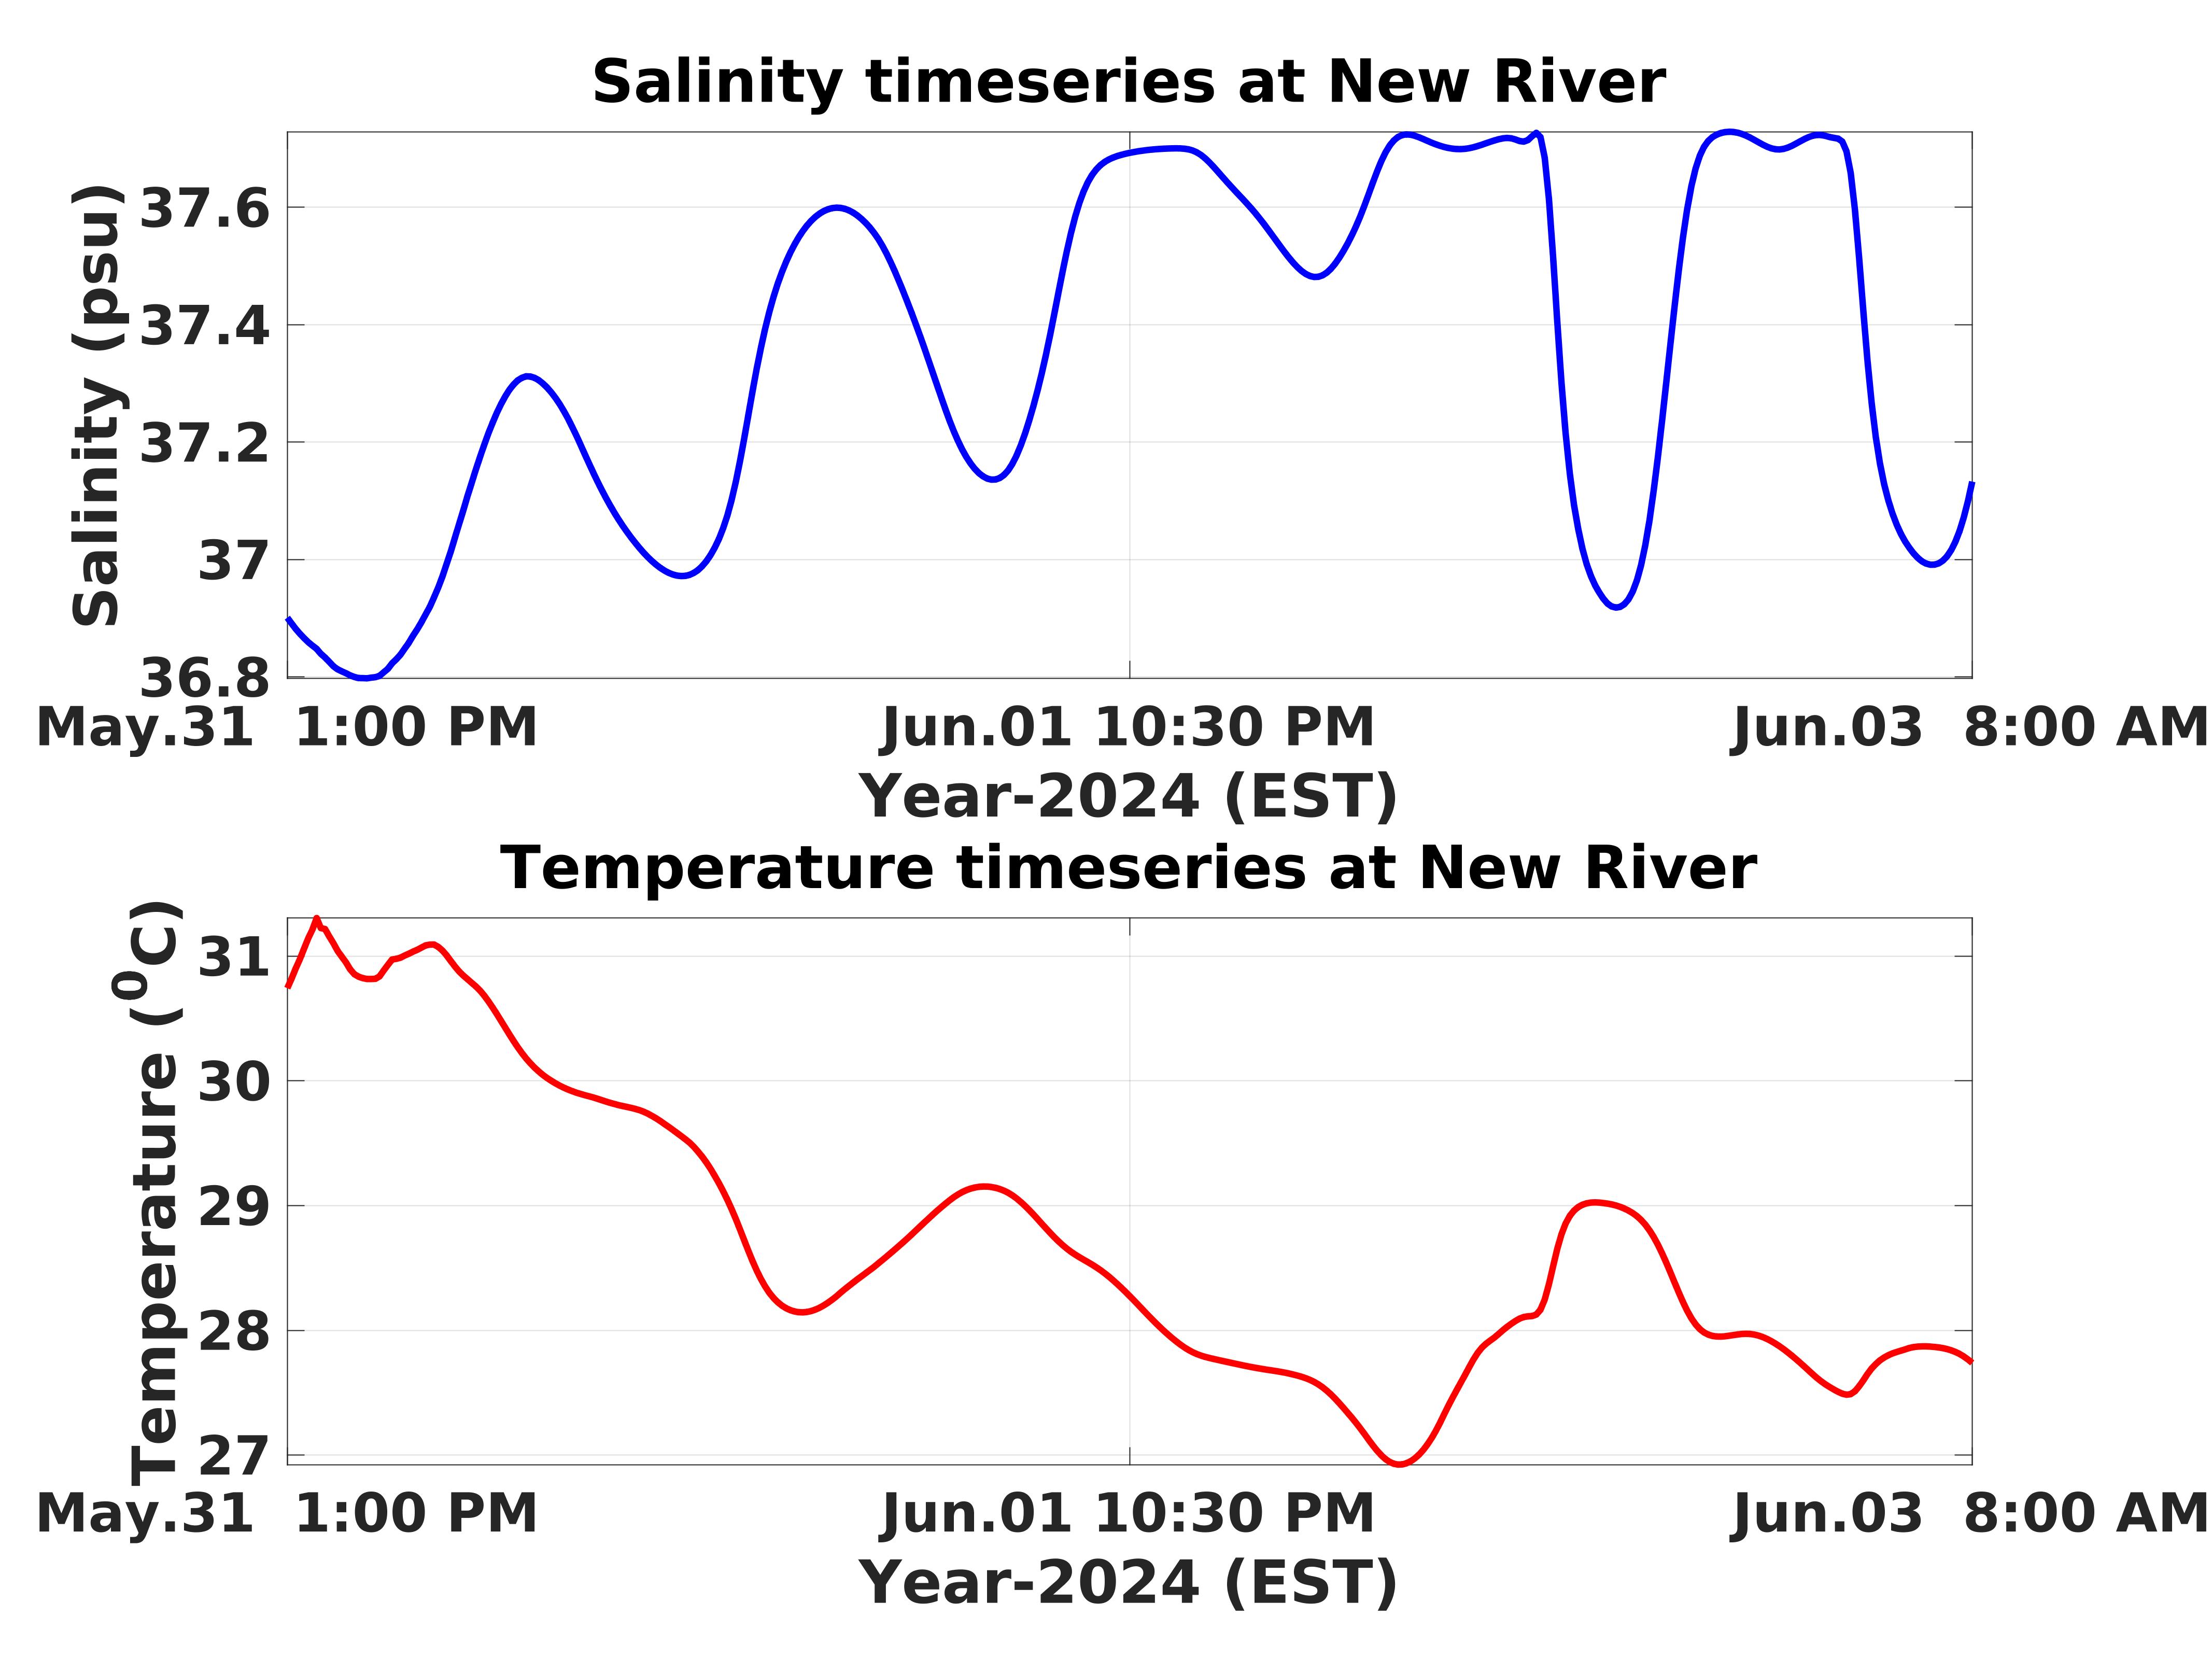 Salinity timeseries at New River
Salinity (psu)
37.6
37.4
37.2
37
36.8
May.31 1:00 PM Jun.01 10:30 PM Jun.03 8:00 AM
Year-2024 (EST)
Temperature timeseries at New River
Temperature (⁰C)
31
30
29
28
27
May.31 1:00 PM Jun.01 10:30 PM Jun.03 8:00 AM
Year-2024 (EST)